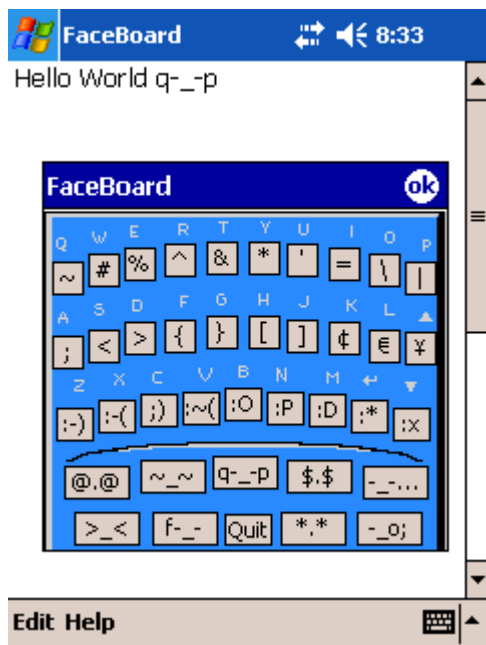 FaceBoard 8:33
Hello World q-_-p
FaceBoard ok
Q W E R T Y U I O P
~ # % ^ & * ' = \ |
A S D F G H J K L ▲
; < > { } [ ] ¢ € ¥
Z X C V B N M ↵ ▼
:-) :-( ;) :~( :O :P :D :* :x
@.@ ~_~ q-_-p $.$ -_-...
>_< f-_- Quit *.* -_o;
Edit Help